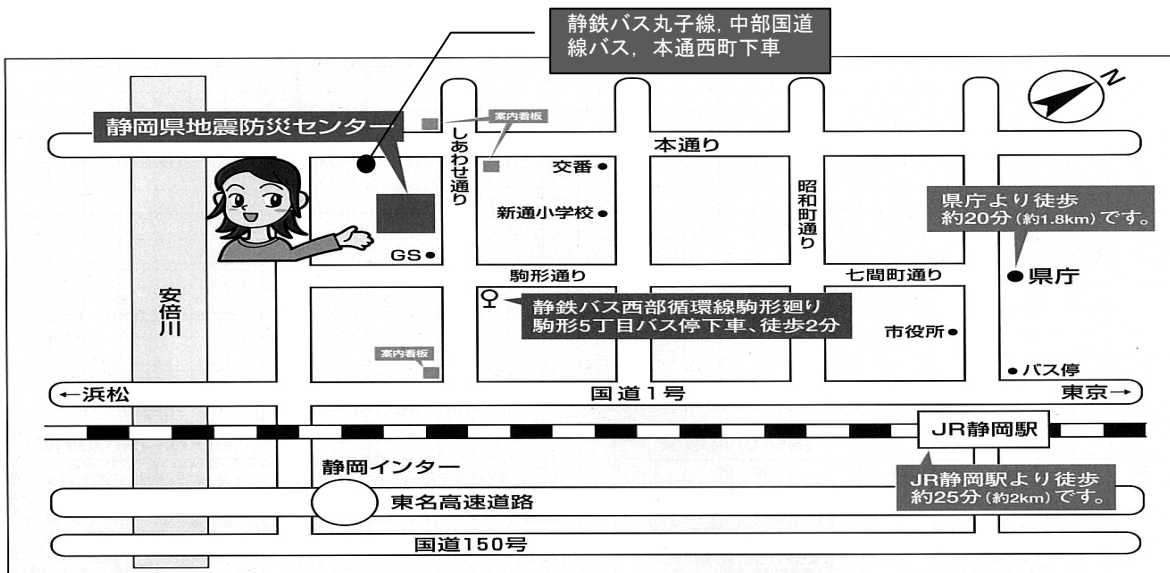 静鉄バス丸子線, 中部国道
線バス, 本通西町下車
N
静岡県地震防災センター
案内看板
しあわせ通り
本通り
交番
新通小学校
昭和町通り
県庁より徒歩
約20分(約1.8km)です。
GS
駒形通り
七間町通り
県庁
安倍川
静鉄バス西部循環線駒形廻り
駒形5丁目バス停下車、徒歩2分
市役所
案内看板
バス停
←浜松
国道1号
東京→
JR静岡駅
静岡インター
JR静岡駅より徒歩
約25分(約2km)です。
東名高速道路
国道150号